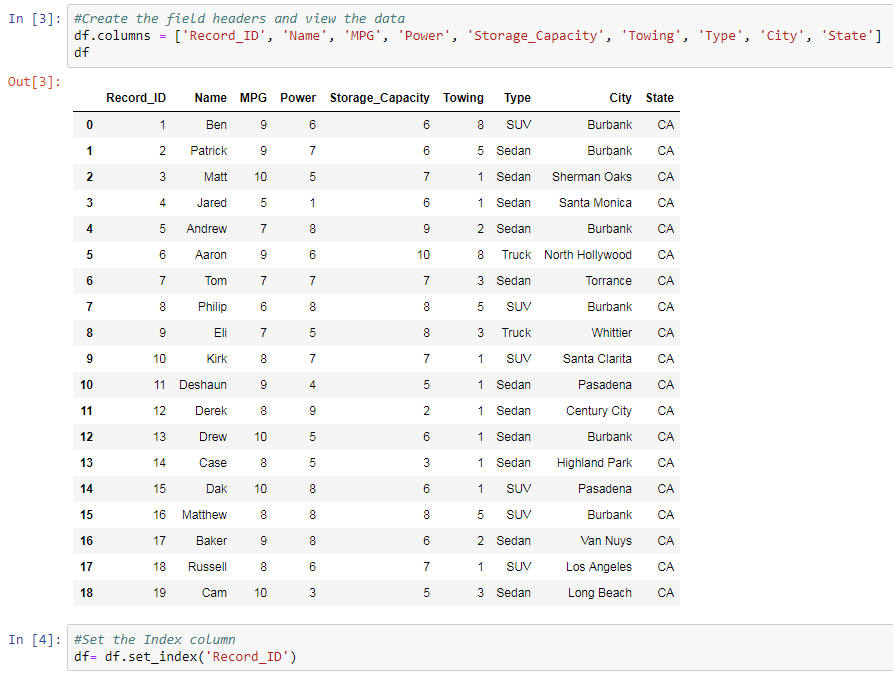 In [3]: #Create the field headers and view the data
df.columns = ['Record_ID', 'Name', 'MPG', 'Power', 'Storage_Capacity', 'Towing', 'Type', 'City', 'State']
df
Out[3]:
Record_ID Name MPG Power Storage_Capacity Towing Type City State
0 1 Ben 9 6 6 8 SUV Burbank CA
1 2 Patrick 9 7 6 5 Sedan Burbank CA
2 3 Matt 10 5 7 1 Sedan Sherman Oaks CA
3 4 Jared 5 1 6 1 Sedan Santa Monica CA
4 5 Andrew 7 8 9 2 Sedan Burbank CA
5 6 Aaron 9 6 10 8 Truck North Hollywood CA
6 7 Tom 7 7 7 3 Sedan Torrance CA
7 8 Philip 6 8 8 5 SUV Burbank CA
8 9 Eli 7 5 8 3 Truck Whittier CA
9 10 Kirk 8 7 7 1 SUV Santa Clarita CA
10 11 Deshaun 9 4 5 1 Sedan Pasadena CA
11 12 Derek 8 9 2 1 Sedan Century City CA
12 13 Drew 10 5 6 1 Sedan Burbank CA
13 14 Case 8 5 3 1 Sedan Highland Park CA
14 15 Dak 10 8 6 1 SUV Pasadena CA
15 16 Matthew 8 8 8 5 SUV Burbank CA
16 17 Baker 9 8 6 2 Sedan Van Nuys CA
17 18 Russell 8 6 7 1 SUV Los Angeles CA
18 19 Cam 10 3 5 3 Sedan Long Beach CA
In [4]: #Set the Index column
df= df.set_index('Record_ID')